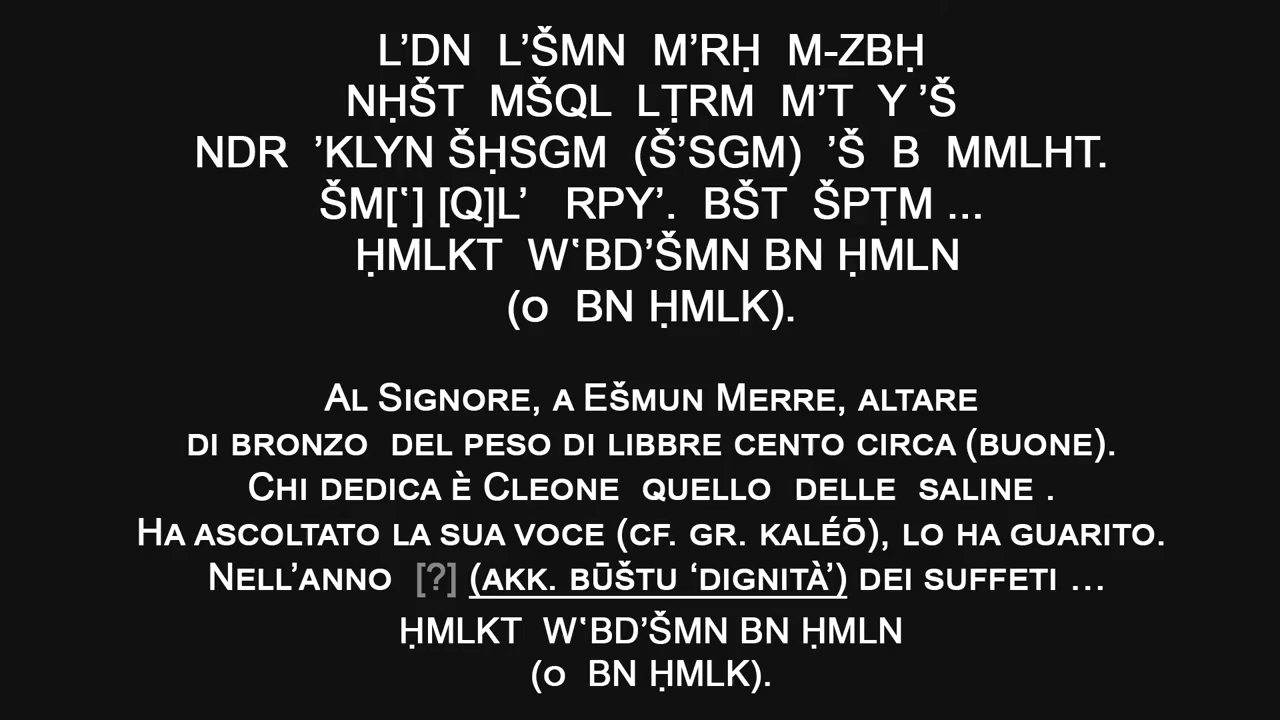 L’DN L’ŠMN M’RḤ M-ZBḤ
NḤŠT MŠQL LṬRM M’T Y ’Š
NDR ’KLYN ŠḤSGM (Š’SGM) ’Š B MMLHT.
ŠM[‛] [Q]L’ RPY’. BŠT ŠPṬM ...
ḤMLKT W‛BD’ŠMN BN ḤMLN
(o BN ḤMLK).
Al Signore, a Ešmun Merre, altare
di bronzo del peso di libbre cento circa (buone).
Chi dedica è Cleone quello delle saline .
Ha ascoltato la sua voce (cf. gr. kaléō), lo ha guarito.
Nell’anno [?] (akk. būštu ‘dignità’) dei suffeti ...
ḤMLKT W‛BD’ŠMN BN ḤMLN
(o BN ḤMLK).